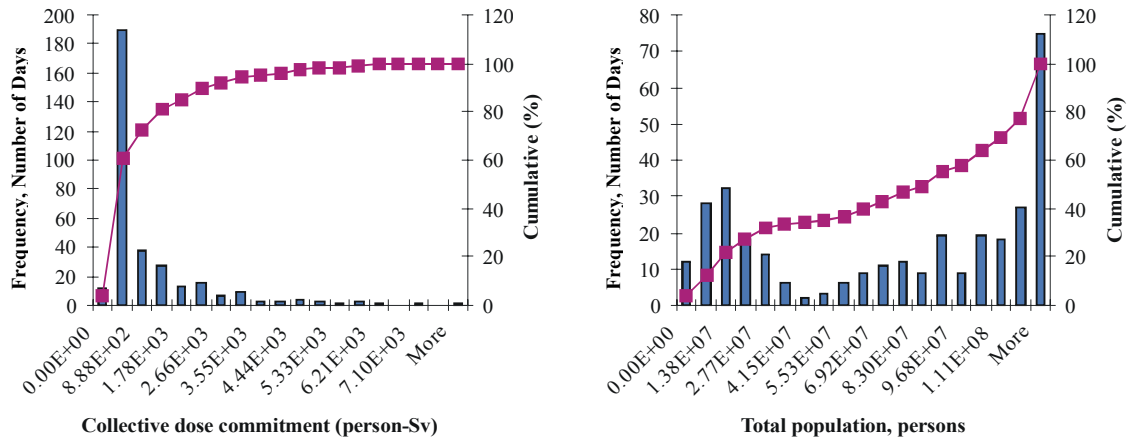 200
180
160
140
120
100
80
60
40
20
0
Frequency, Number of Days
120
100
80
60
40
20
0
Cumulative (%)
0.00E+00
8.88E+02
1.78E+03
2.66E+03
3.55E+03
4.44E+03
5.33E+03
6.21E+03
7.10E+03
More
Collective dose commitment (person-Sv)
80
70
60
50
40
30
20
10
0
Frequency, Number of Days
120
100
80
60
40
20
0
Cumulative (%)
0.00E+00
1.38E+07
2.77E+07
4.15E+07
5.53E+07
6.92E+07
8.30E+07
9.68E+07
1.11E+08
More
Total population, persons